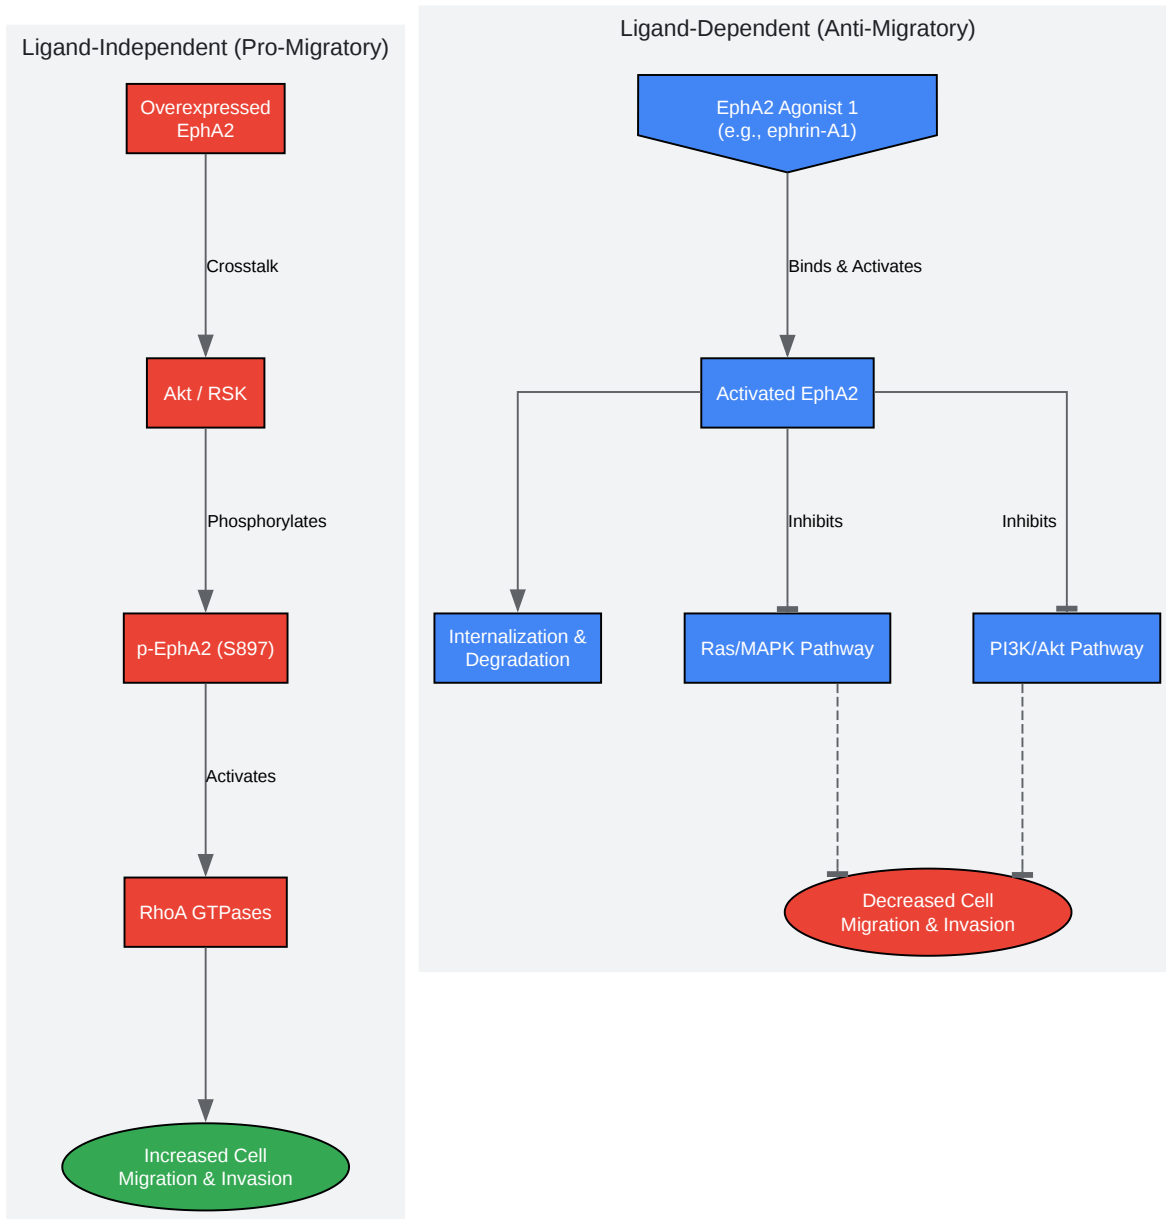 Ligand-Independent (Pro-Migratory)
Overexpressed
EphA2
Crosstalk
Akt / RSK
Phosphorylates
p-EphA2 (S897)
Activates
RhoA GTPases
Increased Cell
Migration & Invasion
Ligand-Dependent (Anti-Migratory)
EphA2 Agonist 1
(e.g., ephrin-A1)
Binds & Activates
Activated EphA2
Inhibits
Inhibits
Internalization &
Degradation
Ras/MAPK Pathway
PI3K/Akt Pathway
Decreased Cell
Migration & Invasion